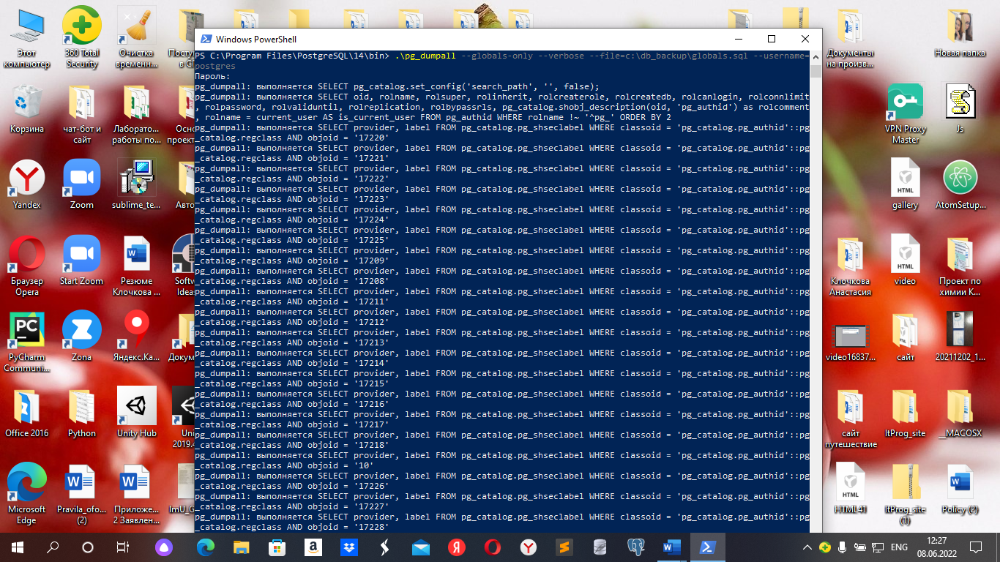 Windows PowerShell
PS C:\Program Files\PostgreSQL\14\bin> .\pg_dumpall --globals-only --verbose --file=c:\db_backup\globals.sql --username=
postgres
Пароль:
pg_dumpall: выполняется SELECT pg_catalog.set_config('search_path', '', false);
pg_dumpall: выполняется SELECT oid, rolname, rolsuper, rolinherit, rolcreaterole, rolcreatedb, rolcanlogin, rolconnlimit
, rolpassword, rolvaliduntil, rolreplication, rolbypassrls, pg_catalog.shobj_description(oid, 'pg_authid') as rolcomment
, rolname = current_user AS is_current_user FROM pg_authid WHERE rolname !~ '^pg_' ORDER BY 2
pg_dumpall: выполняется SELECT provider, label FROM pg_catalog.pg_shseclabel WHERE classoid = 'pg_catalog.pg_authid'::pg
_catalog.regclass AND objoid = '17220'
pg_dumpall: выполняется SELECT provider, label FROM pg_catalog.pg_shseclabel WHERE classoid = 'pg_catalog.pg_authid'::pg
_catalog.regclass AND objoid = '17221'
pg_dumpall: выполняется SELECT provider, label FROM pg_catalog.pg_shseclabel WHERE classoid = 'pg_catalog.pg_authid'::pg
_catalog.regclass AND objoid = '17222'
pg_dumpall: выполняется SELECT provider, label FROM pg_catalog.pg_shseclabel WHERE classoid = 'pg_catalog.pg_authid'::pg
_catalog.regclass AND objoid = '17223'
pg_dumpall: выполняется SELECT provider, label FROM pg_catalog.pg_shseclabel WHERE classoid = 'pg_catalog.pg_authid'::pg
_catalog.regclass AND objoid = '17224'
pg_dumpall: выполняется SELECT provider, label FROM pg_catalog.pg_shseclabel WHERE classoid = 'pg_catalog.pg_authid'::pg
_catalog.regclass AND objoid = '17225'
pg_dumpall: выполняется SELECT provider, label FROM pg_catalog.pg_shseclabel WHERE classoid = 'pg_catalog.pg_authid'::pg
_catalog.regclass AND objoid = '17209'
pg_dumpall: выполняется SELECT provider, label FROM pg_catalog.pg_shseclabel WHERE classoid = 'pg_catalog.pg_authid'::pg
_catalog.regclass AND objoid = '17208'
pg_dumpall: выполняется SELECT provider, label FROM pg_catalog.pg_shseclabel WHERE classoid = 'pg_catalog.pg_authid'::pg
_catalog.regclass AND objoid = '17211'
pg_dumpall: выполняется SELECT provider, label FROM pg_catalog.pg_shseclabel WHERE classoid = 'pg_catalog.pg_authid'::pg
_catalog.regclass AND objoid = '17212'
pg_dumpall: выполняется SELECT provider, label FROM pg_catalog.pg_shseclabel WHERE classoid = 'pg_catalog.pg_authid'::pg
_catalog.regclass AND objoid = '17213'
pg_dumpall: выполняется SELECT provider, label FROM pg_catalog.pg_shseclabel WHERE classoid = 'pg_catalog.pg_authid'::pg
_catalog.regclass AND objoid = '17214'
pg_dumpall: выполняется SELECT provider, label FROM pg_catalog.pg_shseclabel WHERE classoid = 'pg_catalog.pg_authid'::pg
_catalog.regclass AND objoid = '17215'
pg_dumpall: выполняется SELECT provider, label FROM pg_catalog.pg_shseclabel WHERE classoid = 'pg_catalog.pg_authid'::pg
_catalog.regclass AND objoid = '17216'
pg_dumpall: выполняется SELECT provider, label FROM pg_catalog.pg_shseclabel WHERE classoid = 'pg_catalog.pg_authid'::pg
_catalog.regclass AND objoid = '17217'
pg_dumpall: выполняется SELECT provider, label FROM pg_catalog.pg_shseclabel WHERE classoid = 'pg_catalog.pg_authid'::pg
_catalog.regclass AND objoid = '17218'
pg_dumpall: выполняется SELECT provider, label FROM pg_catalog.pg_shseclabel WHERE classoid = 'pg_catalog.pg_authid'::pg
_catalog.regclass AND objoid = '10'
pg_dumpall: выполняется SELECT provider, label FROM pg_catalog.pg_shseclabel WHERE classoid = 'pg_catalog.pg_authid'::pg
_catalog.regclass AND objoid = '17226'
pg_dumpall: выполняется SELECT provider, label FROM pg_catalog.pg_shseclabel WHERE classoid = 'pg_catalog.pg_authid'::pg
_catalog.regclass AND objoid = '17227'
pg_dumpall: выполняется SELECT provider, label FROM pg_catalog.pg_shseclabel WHERE classoid = 'pg_catalog.pg_authid'::pg
_catalog.regclass AND objoid = '17228'
Этот
компьютер
360 Total
Security
Очистка
временн...
Поступ
в С
Корзина
чат-бот и
сайт
Лаборато...
работы по...
Осно
проект
Yandex
Zoom
sublime_te...
Авто
Браузер
Opera
Start Zoom
Резюме
Клочкова ...
Softw
Ideas
PyCharm
Communi...
Zona
Яндекс.Ка...
Докум
Office 2016
Python
Unity Hub
Uni
2019.4
Microsoft
Edge
Pravila_ofo...
(2)
Приложе...
2 Заявлен...
ImU_G
Документы
на произв...
Новая папка
VPN Proxy
Master
Js
HTML
gallery
AtomSetup...
Клочкова
Анастасия
HTML
video
Проект по
химии К...
video16837...
сайт
20211202_1...
сайт
путешествие
ItProg_site
__MACOSX
HTML
HTML41
ItProg_site
(1)
Policy (2)
ENG
12:27
08.06.2022